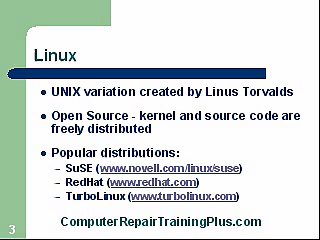 Linux
● UNIX variation created by Linus Torvalds
● Open Source - kernel and source code are
freely distributed
● Popular distributions:
– SuSE (www.novell.com/linux/suse)
– RedHat (www.redhat.com)
– TurboLinux (www.turbolinux.com)
3
ComputerRepairTrainingPlus.com